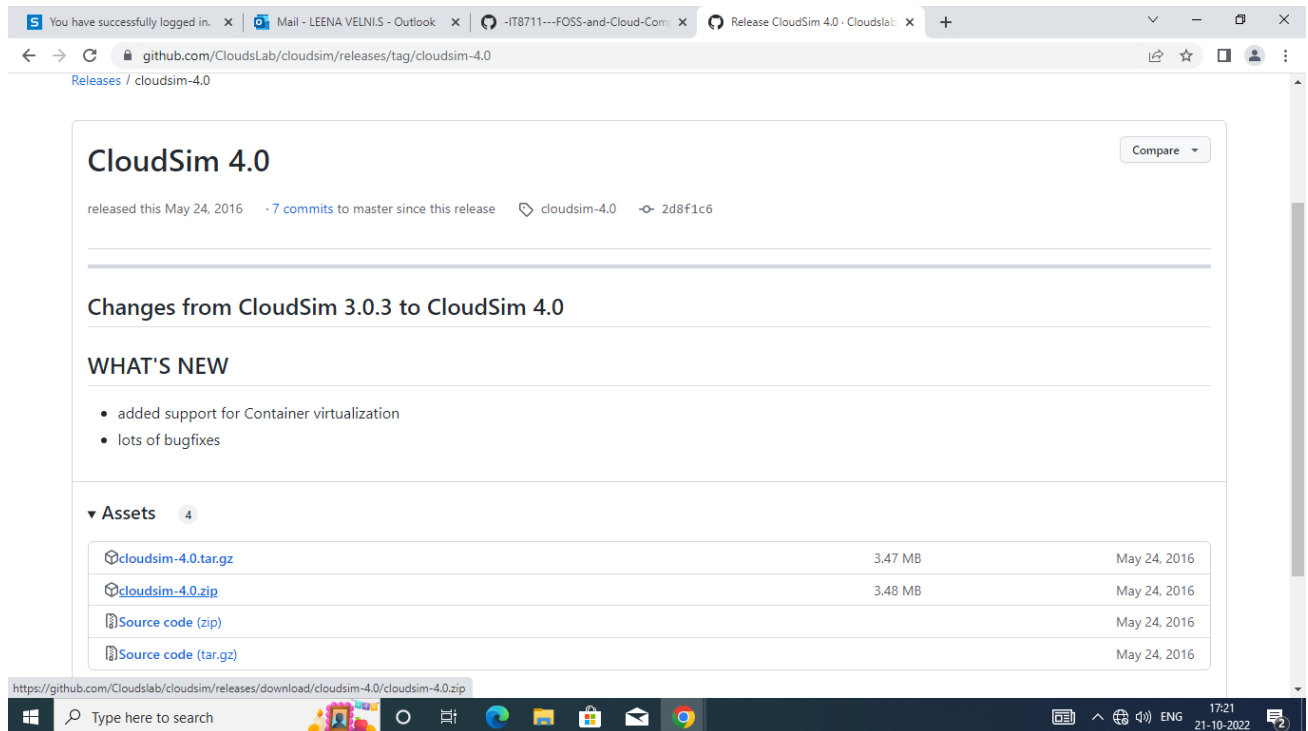 You have successfully logged in.
Mail - LEENA VELNI.S - Outlook
-IT8711---FOSS-and-Cloud-Com
Release CloudSim 4.0 · Cloudslab
github.com/CloudsLab/cloudsim/releases/tag/cloudsim-4.0
Releases / cloudsim-4.0
CloudSim 4.0
Compare
released this May 24, 2016 · 7 commits to master since this release cloudsim-4.0 2d8f1c6
Changes from CloudSim 3.0.3 to CloudSim 4.0
WHAT'S NEW
• added support for Container virtualization
• lots of bugfixes
Assets 4
cloudsim-4.0.tar.gz 3.47 MB May 24, 2016
cloudsim-4.0.zip 3.48 MB May 24, 2016
Source code (zip) May 24, 2016
Source code (tar.gz) May 24, 2016
https://github.com/Cloudslab/cloudsim/releases/download/cloudsim-4.0/cloudsim-4.0.zip
Type here to search
ENG
17:21
21-10-2022
2